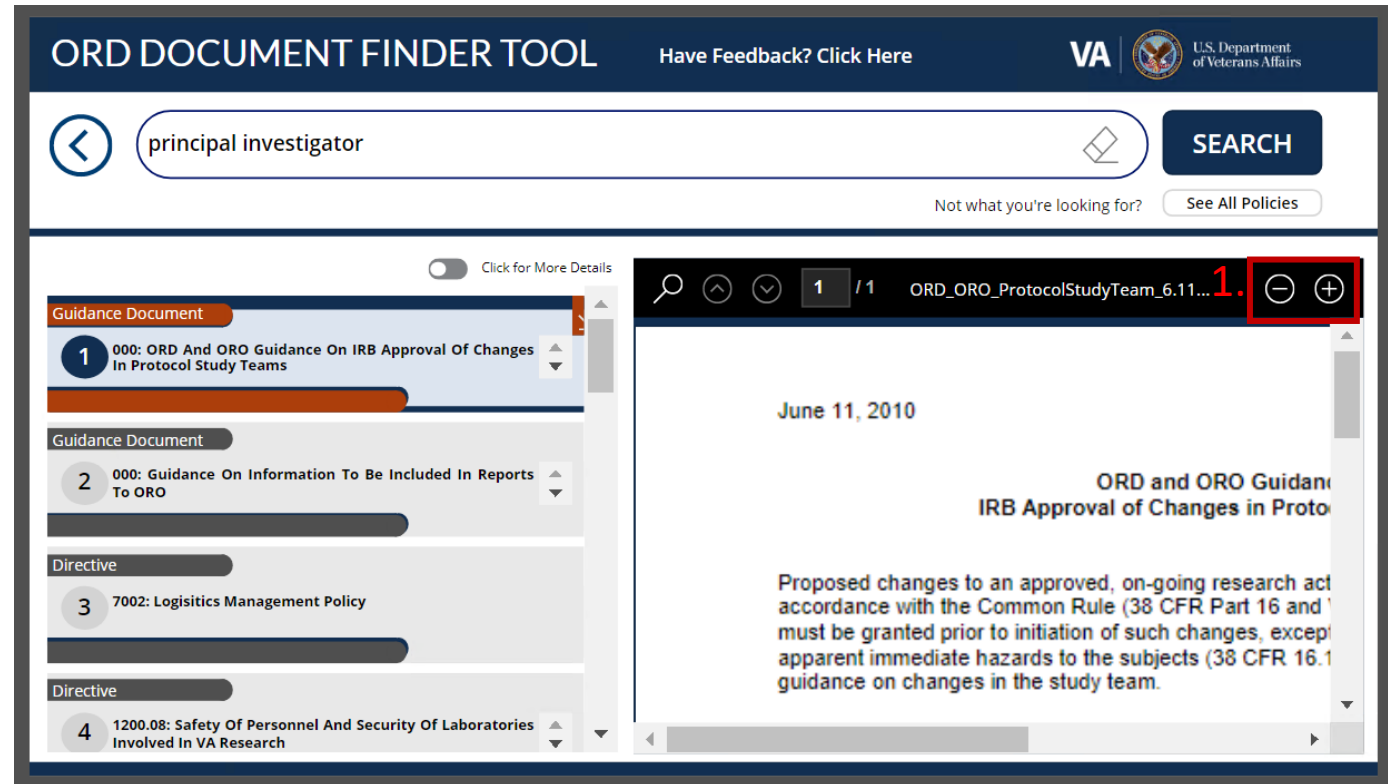 ORD DOCUMENT FINDER TOOL
Have Feedback? Click Here
VA
U.S. Department
of Veterans Affairs
principal investigator
SEARCH
Not what you're looking for?
See All Policies
Click for More Details
Guidance Document
1
000: ORD And ORO Guidance On IRB Approval Of Changes
In Protocol Study Teams
Guidance Document
2
000: Guidance On Information To Be Included In Reports
To ORO
Directive
3
7002: Logisitics Management Policy
Directive
4
1200.08: Safety Of Personnel And Security Of Laboratories
Involved In VA Research
1 / 1
ORD_ORO_ProtocolStudyTeam_6.11...
1.
June 11, 2010
ORD and ORO Guidan
IRB Approval of Changes in Proto
Proposed changes to an approved, on-going research act
accordance with the Common Rule (38 CFR Part 16 and
must be granted prior to initiation of such changes, except
apparent immediate hazards to the subjects (38 CFR 16.1
guidance on changes in the study team.